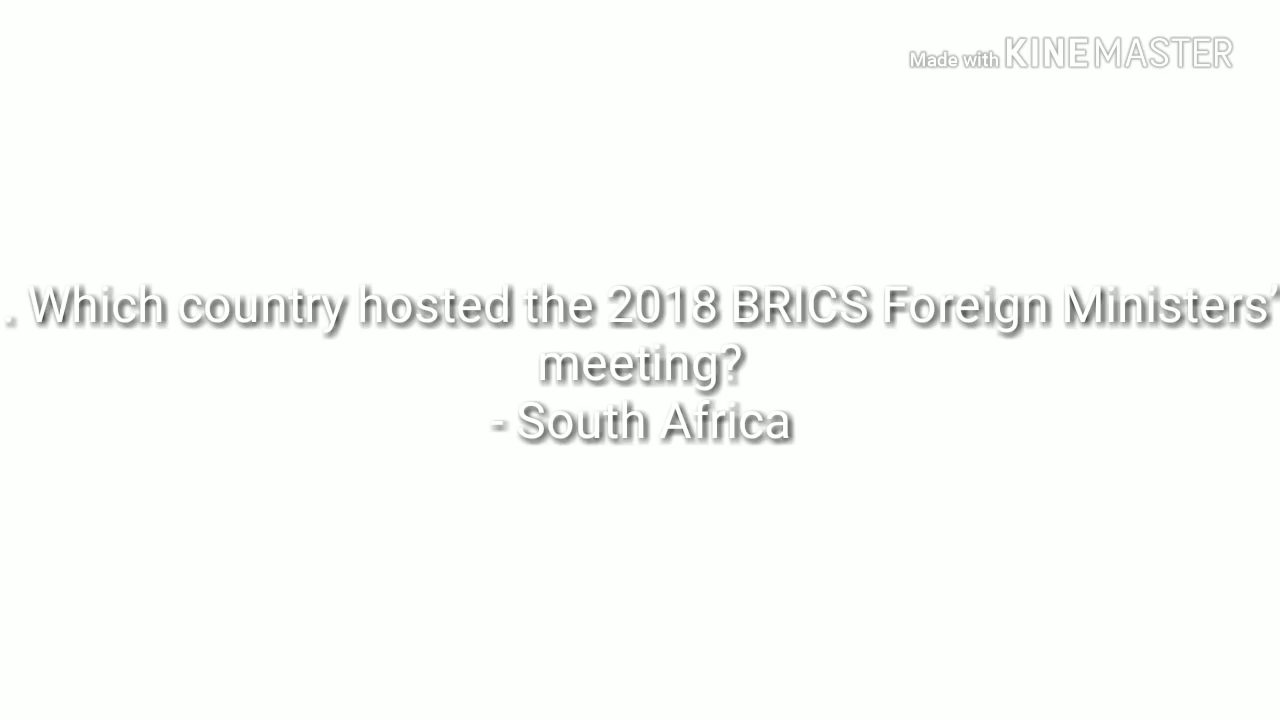 Made with KINEMASTER
. Which country hosted the 2018 BRICS Foreign Ministers’
meeting?
- South Africa